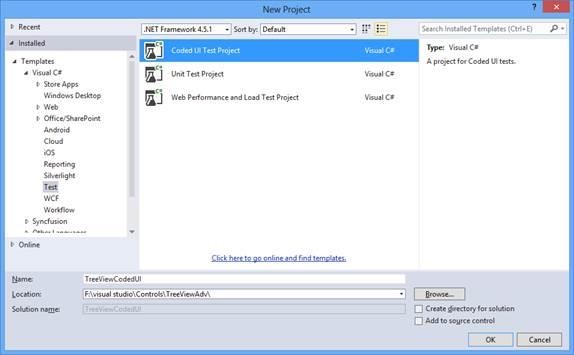 New Project
? ×
Recent
.NET Framework 4.5.1
Sort by: Default
Search Installed Templates (Ctrl+E)
Installed
Templates
Visual C#
Store Apps
Windows Desktop
Web
Office/SharePoint
Android
Cloud
iOS
Reporting
Silverlight
Test
WCF
Workflow
Syncfusion
Other Languages
Online
C#
Coded UI Test Project Visual C#
C#
Unit Test Project Visual C#
C#
Web Performance and Load Test Project Visual C#
Type: Visual C#
A project for Coded UI tests.
Click here to go online and find templates.
Name: TreeViewCodedUI
Location: F:\visual studio\Controls\TreeViewAdv\
Browse...
Solution name: TreeViewCodedUI
Create directory for solution
Add to source control
OK Cancel